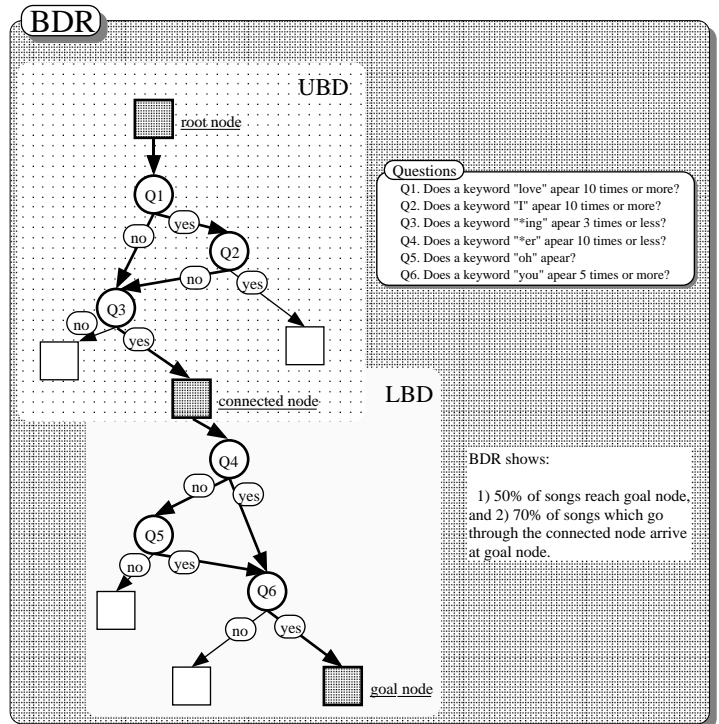 BDR
UBD
root node
Q1
yes
no
Q2
no
yes
Q3
no
yes
connected node
Questions
Q1. Does a keyword "love" apear 10 times or more?
Q2. Does a keyword "I" apear 10 times or more?
Q3. Does a keyword "*ing" apear 3 times or less?
Q4. Does a keyword "*er" apear 10 times or less?
Q5. Does a keyword "oh" apear?
Q6. Does a keyword "you" apear 5 times or more?
LBD
Q4
no
yes
Q5
no
yes
Q6
no
yes
goal node
BDR shows:
1) 50% of songs reach goal node,
and 2) 70% of songs which go
through the connected node arrive
at goal node.